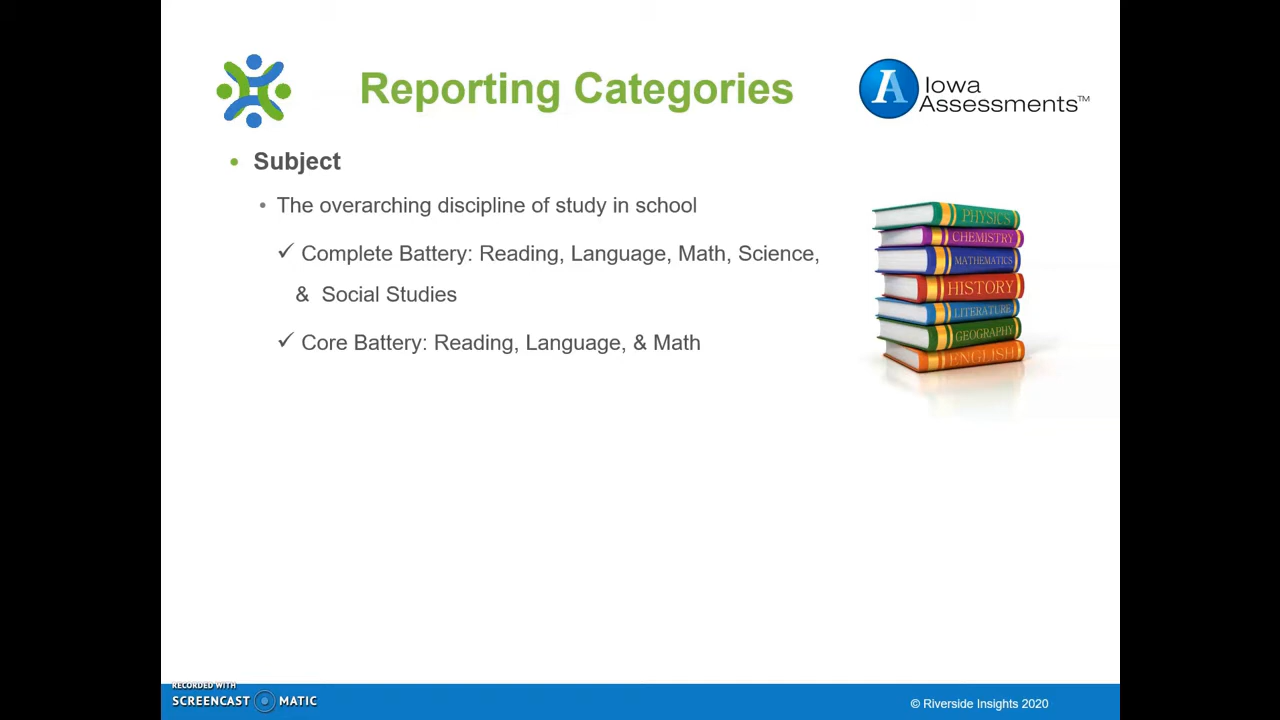 Reporting Categories
A Iowa
Assessments™
• Subject
• The overarching discipline of study in school
✓ Complete Battery: Reading, Language, Math, Science,
& Social Studies
✓ Core Battery: Reading, Language, & Math
PHYSICS
CHEMISTRY
MATHEMATICS
HISTORY
LITERATURE
GEOGRAPHY
ENGLISH
RECORDED WITH
SCREENCAST MATIC
© Riverside Insights 2020